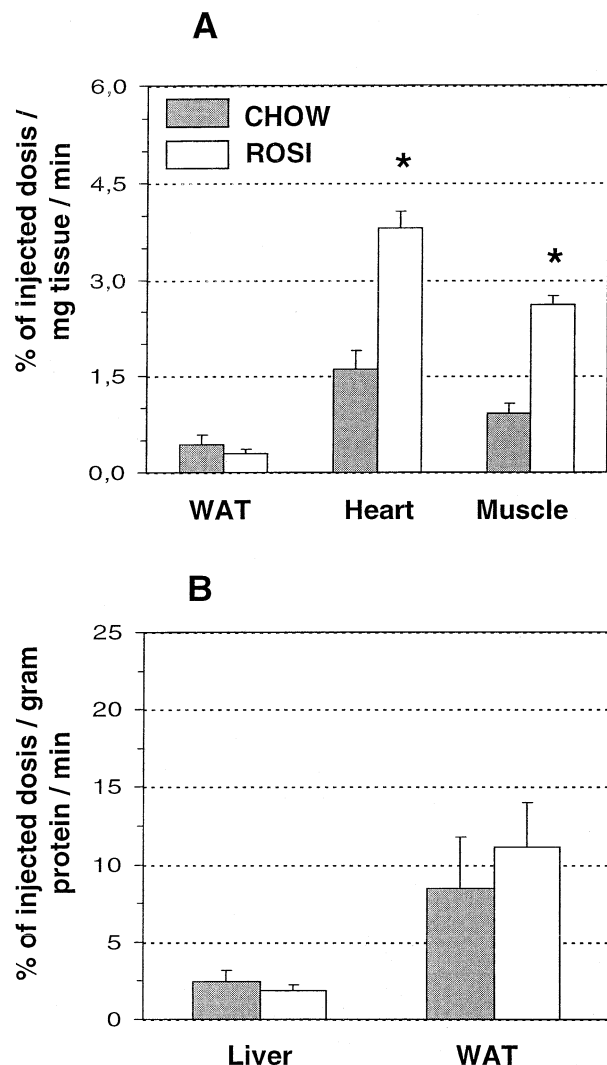 A
% of injected dosis /
mg tissue / min
6,0
4,5
3,0
1,5
0,0
CHOW
ROSI
*
*
WAT Heart Muscle
B
% of injected dosis / gram
protein / min
25
20
15
10
5
0
Liver WAT